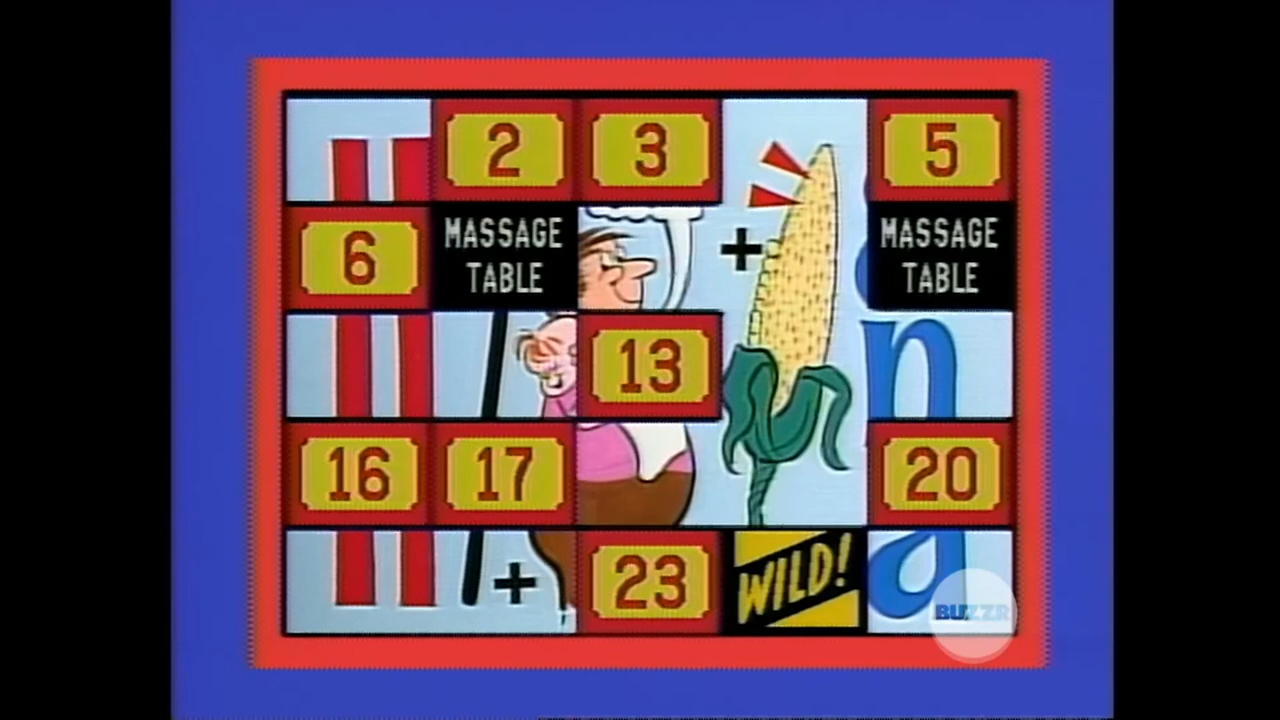 2
3
5
6
MASSAGE
TABLE
+
MASSAGE
TABLE
n
13
16
17
20
+
23
WILD!
a
BUZZR